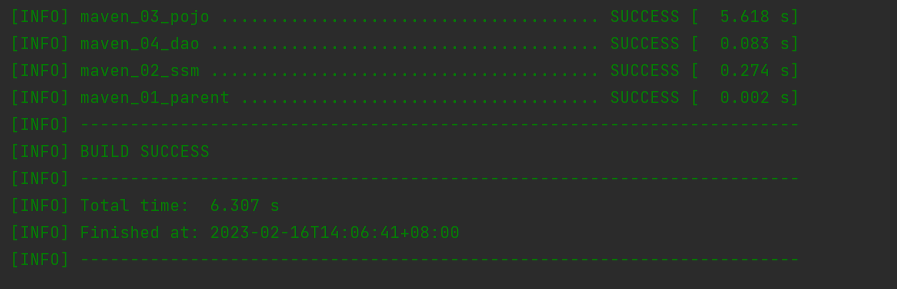 [INFO] maven_03_pojo ...................................... SUCCESS [  5.618 s]
[INFO] maven_04_dao ....................................... SUCCESS [  0.083 s]
[INFO] maven_02_ssm ....................................... SUCCESS [  0.274 s]
[INFO] maven_01_parent .................................... SUCCESS [  0.002 s]
[INFO] ------------------------------------------------------------------------
[INFO] BUILD SUCCESS
[INFO] ------------------------------------------------------------------------
[INFO] Total time:  6.307 s
[INFO] Finished at: 2023-02-16T14:06:41+08:00
[INFO] ------------------------------------------------------------------------